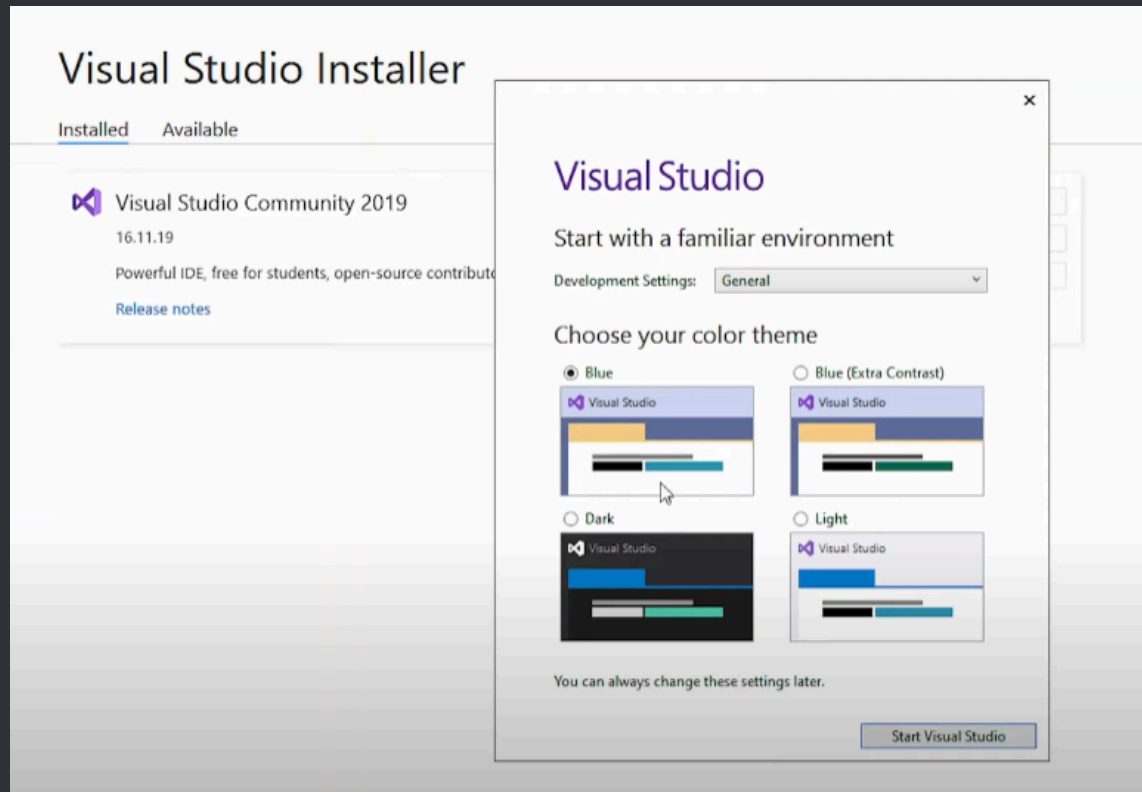 Visual Studio Installer
Installed Available
Visual Studio Community 2019
16.11.19
Powerful IDE, free for students, open-source
Release notes
Visual Studio
Start with a familiar environment
Development Settings: General
Choose your color theme
Blue
Blue (Extra Contrast)
Visual Studio
Visual Studio
Dark
Light
Visual Studio
Visual Studio
You can always change these settings later.
Start Visual Studio